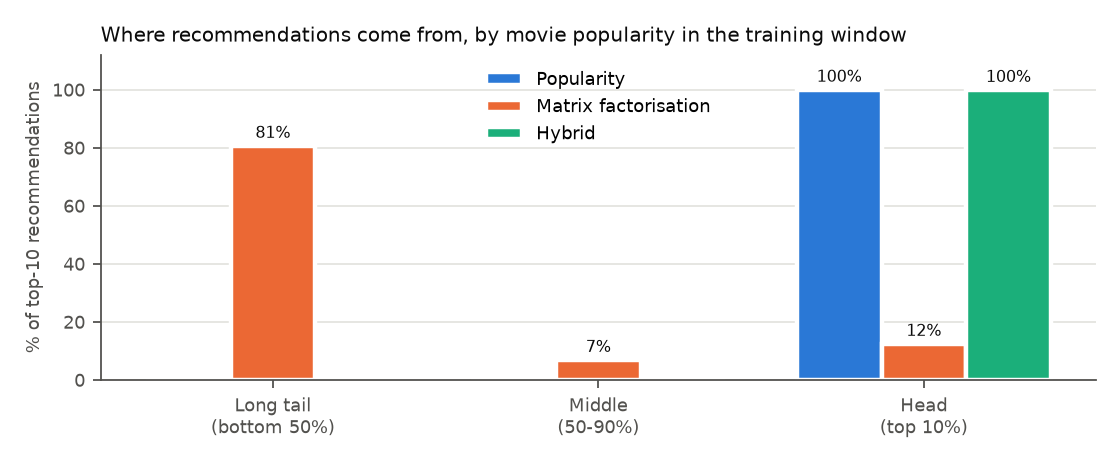 Where recommendations come from, by movie popularity in the training window
% of top-10 recommendations
100
80
60
40
20
0
Popularity
Matrix factorisation
Hybrid
81%
7%
100%
12%
100%
Long tail
(bottom 50%)
Middle
(50-90%)
Head
(top 10%)